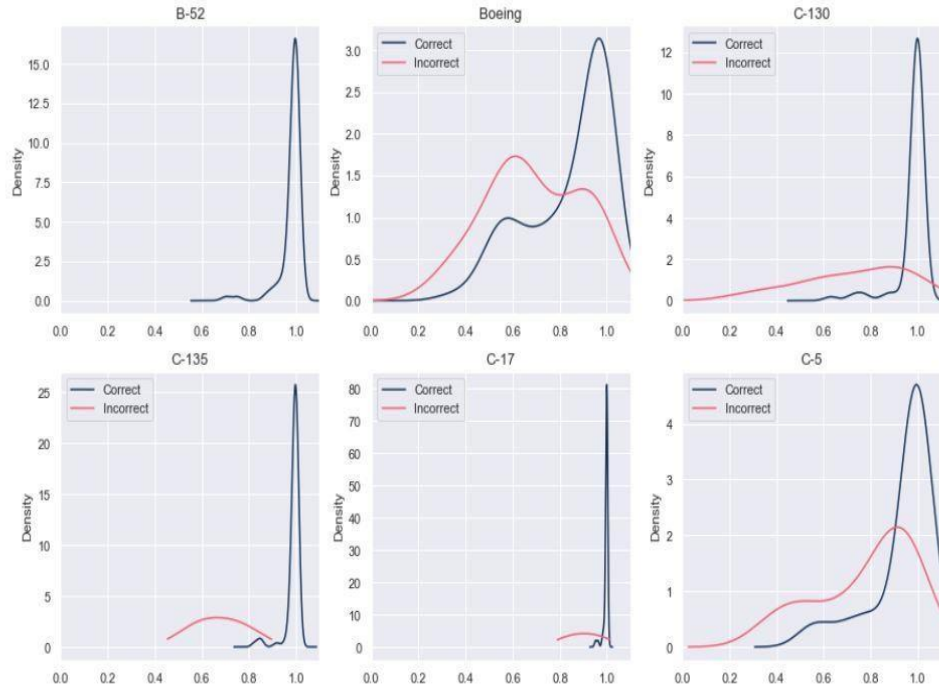 B-52
Density
15.0
12.5
10.0
7.5
5.0
2.5
0.0
0.0 0.2 0.4 0.6 0.8 1.0
Boeing
Correct
Incorrect
Density
3.0
2.5
2.0
1.5
1.0
0.5
0.0
0.0 0.2 0.4 0.6 0.8 1.0
C-130
Correct
Incorrect
Density
12
10
8
6
4
2
0
0.0 0.2 0.4 0.6 0.8 1.0
C-135
Correct
Incorrect
Density
25
20
15
10
5
0
0.0 0.2 0.4 0.6 0.8 1.0
C-17
Correct
Incorrect
Density
80
70
60
50
40
30
20
10
0
0.0 0.2 0.4 0.6 0.8 1.0
C-5
Correct
Incorrect
Density
4
3
2
1
0
0.0 0.2 0.4 0.6 0.8 1.0